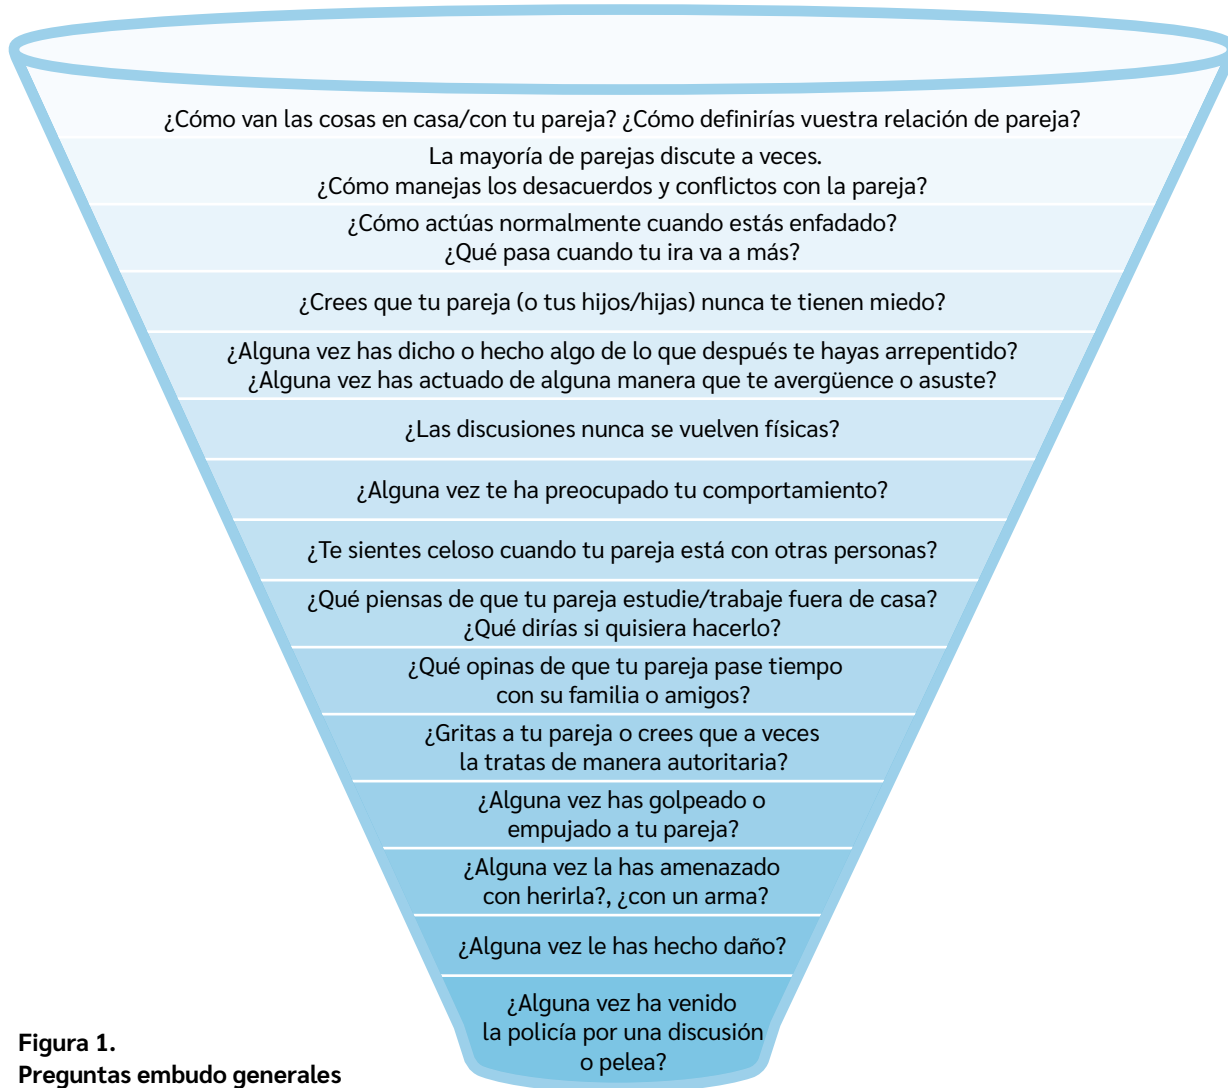 ¿Cómo van las cosas en casa/con tu pareja? ¿Cómo definirías vuestra relación de pareja?
La mayoría de parejas discute a veces.
¿Cómo manejas los desacuerdos y conflictos con la pareja?
¿Cómo actúas normalmente cuando estás enfadado?
¿Qué pasa cuando tu ira va a más?
¿Crees que tu pareja (o tus hijos/hijas) nunca te tienen miedo?
¿Alguna vez has dicho o hecho algo de lo que después te hayas arrepentido?
¿Alguna vez has actuado de alguna manera que te avergüence o asuste?
¿Las discusiones nunca se vuelven físicas?
¿Alguna vez te ha preocupado tu comportamiento?
¿Te sientes celoso cuando tu pareja está con otras personas?
¿Qué piensas de que tu pareja estudie/trabaje fuera de casa?
¿Qué dirías si quisiera hacerlo?
¿Qué opinas de que tu pareja pase tiempo
con su familia o amigos?
¿Gritas a tu pareja o crees que a veces
la tratas de manera autoritaria?
¿Alguna vez has golpeado o
empujado a tu pareja?
¿Alguna vez la has amenazado
con herirla?, ¿con un arma?
¿Alguna vez le has hecho daño?
¿Alguna vez ha venido
la policía por una discusión
o pelea?
Figura 1.
Preguntas embudo generales